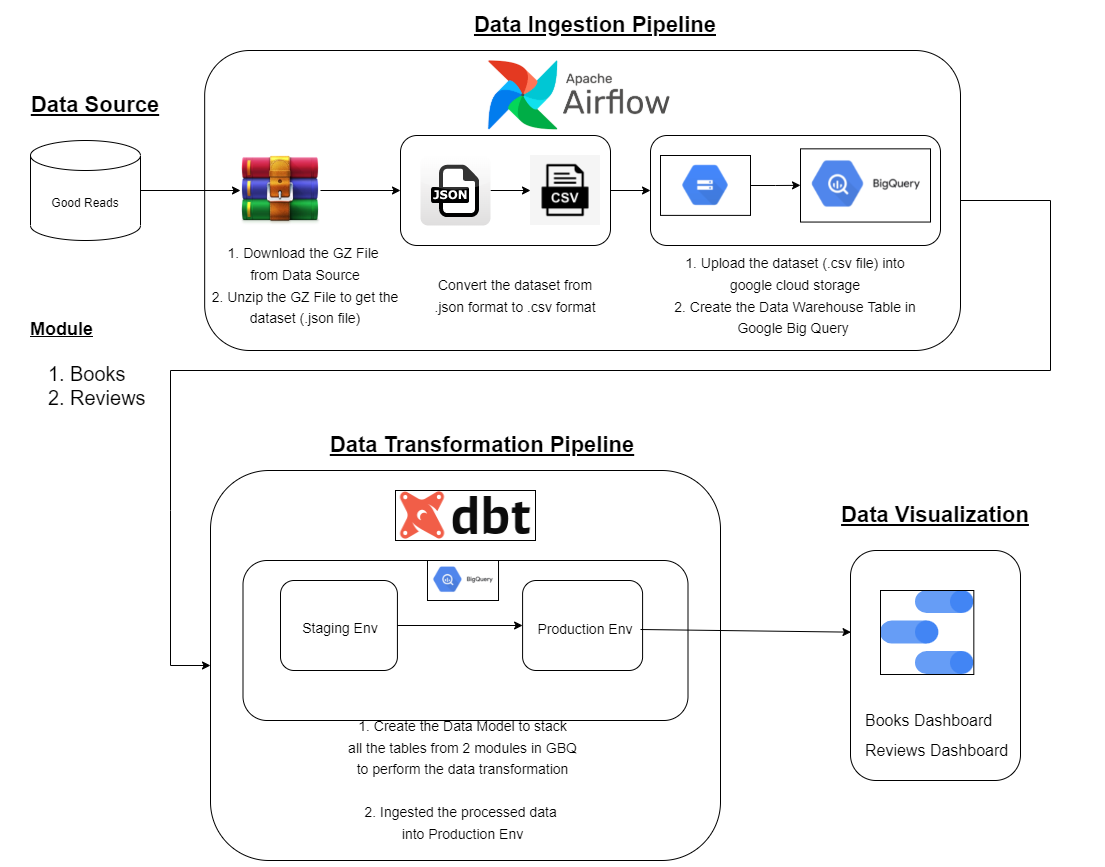 Data Ingestion Pipeline
Apache
Airflow
Data Source
Good Reads
JSON
CSV
BigQuery
1. Download the GZ File
from Data Source
2. Unzip the GZ File to get the
dataset (.json file)
Convert the dataset from
.json format to .csv format
1. Upload the dataset (.csv file) into
google cloud storage
2. Create the Data Warehouse Table in
Google Big Query
Module
1. Books
2. Reviews
Data Transformation Pipeline
dbt
BigQuery
Staging Env
Production Env
1. Create the Data Model to stack
all the tables from 2 modules in GBQ
to perform the data transformation
2. Ingested the processed data
into Production Env
Data Visualization
Books Dashboard
Reviews Dashboard